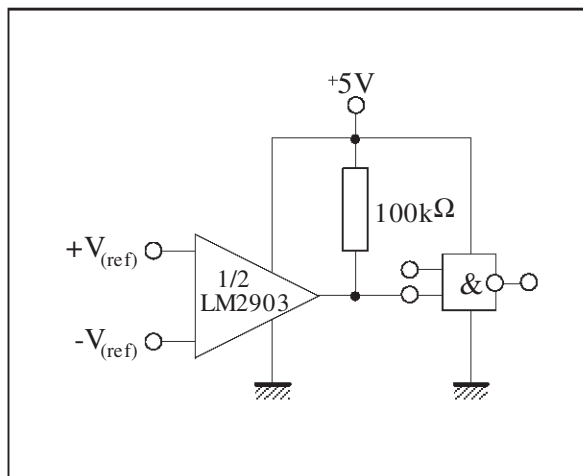 +5V
100kΩ
+V(ref)
1/2
LM2903
&
-V(ref)